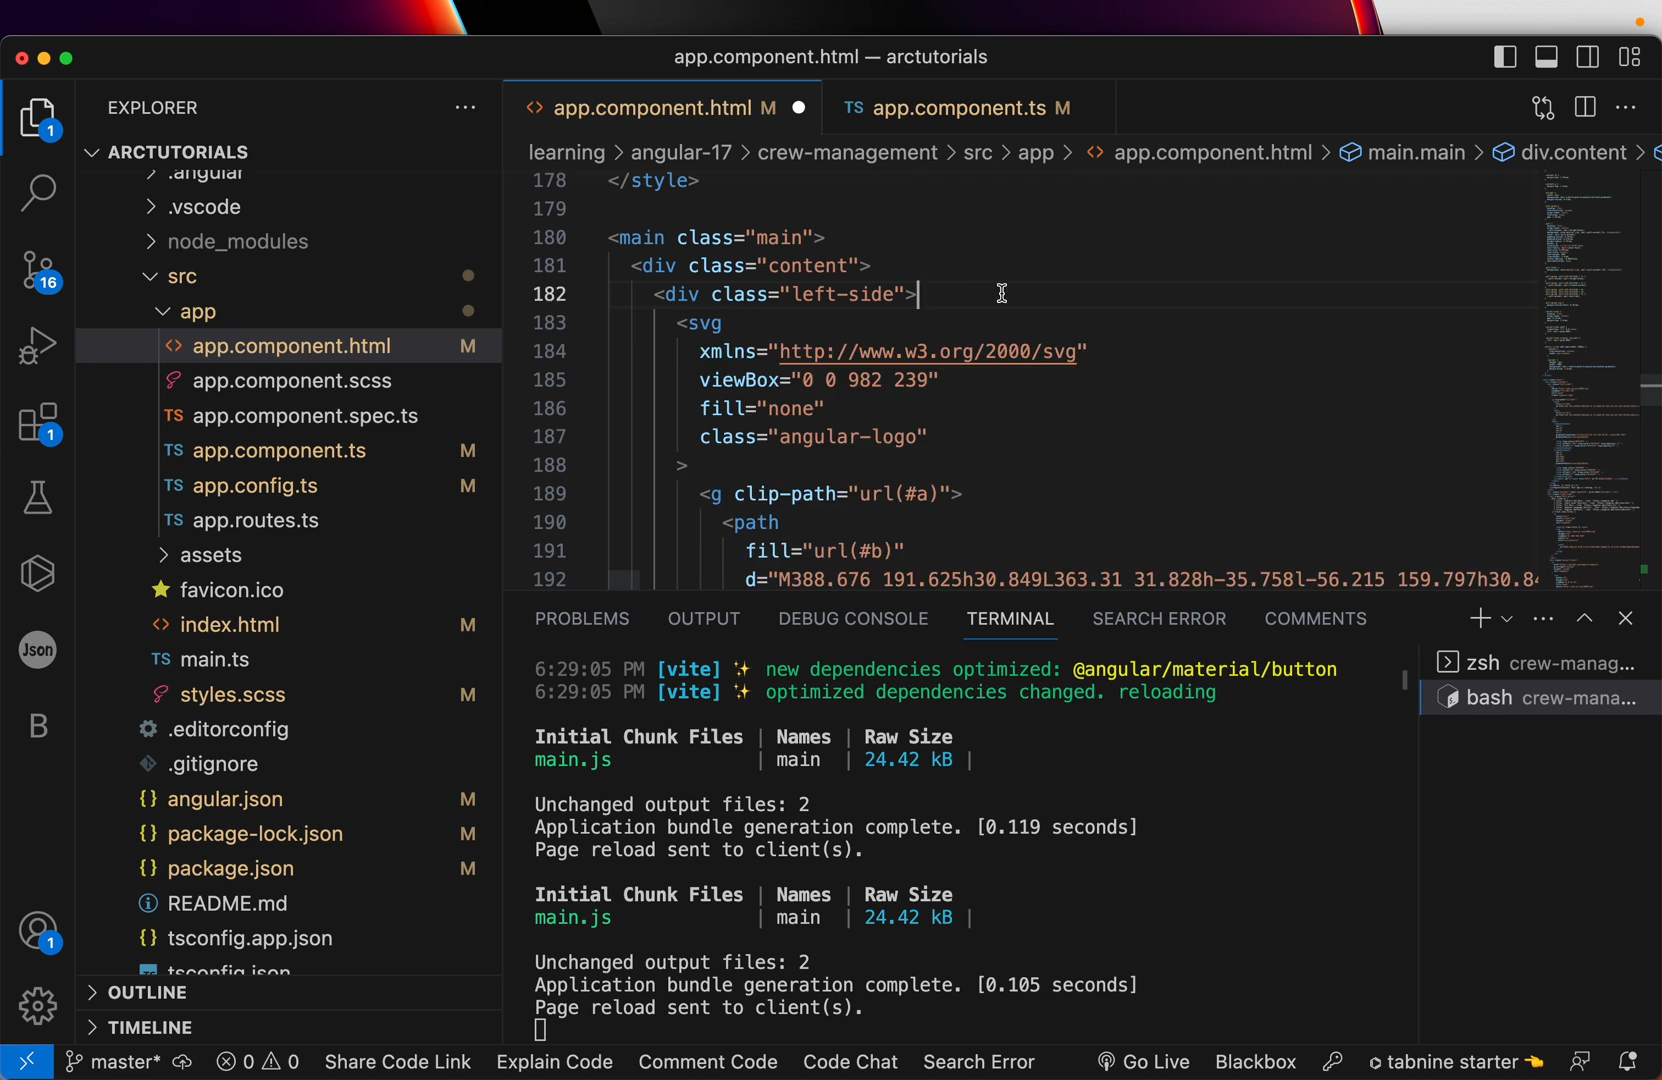 app.component.html — arctutorials
EXPLORER
app.component.html M
TS app.component.ts M
1
ARCTUTORIALS
learning > angular-17 > crew-management > src > app > <> app.component.html > main.main > div.content >
.angular
.vscode
node_modules
src
app
app.component.html M
app.component.scss
TS app.component.spec.ts
TS app.component.ts M
TS app.config.ts M
TS app.routes.ts
assets
favicon.ico
index.html M
TS main.ts
styles.scss M
.editorconfig
.gitignore
{} angular.json M
{} package-lock.json M
{} package.json M
README.md
{} tsconfig.app.json
tsconfig.json
OUTLINE
TIMELINE
16
1
Json
B
1
178 </style>
179
180 <main class="main">
181 <div class="content">
182 <div class="left-side">
183 <svg
184 xmlns="http://www.w3.org/2000/svg"
185 viewBox="0 0 982 239"
186 fill="none"
187 class="angular-logo"
188 >
189 <g clip-path="url(#a)">
190 <path
191 fill="url(#b)"
192 d="M388.676 191.625h30.849L363.31 31.828h-35.758l-56.215 159.797h30.84
PROBLEMS OUTPUT DEBUG CONSOLE TERMINAL SEARCH ERROR COMMENTS
6:29:05 PM [vite] ✨ new dependencies optimized: @angular/material/button
6:29:05 PM [vite] ✨ optimized dependencies changed. reloading
Initial Chunk Files | Names | Raw Size
main.js | main | 24.42 kB |
Unchanged output files: 2
Application bundle generation complete. [0.119 seconds]
Page reload sent to client(s).
Initial Chunk Files | Names | Raw Size
main.js | main | 24.42 kB |
Unchanged output files: 2
Application bundle generation complete. [0.105 seconds]
Page reload sent to client(s).
zsh crew-manag...
bash crew-mana...
master* 0 0 Share Code Link Explain Code Comment Code Code Chat Search Error Go Live Blackbox tabnine starter 👈